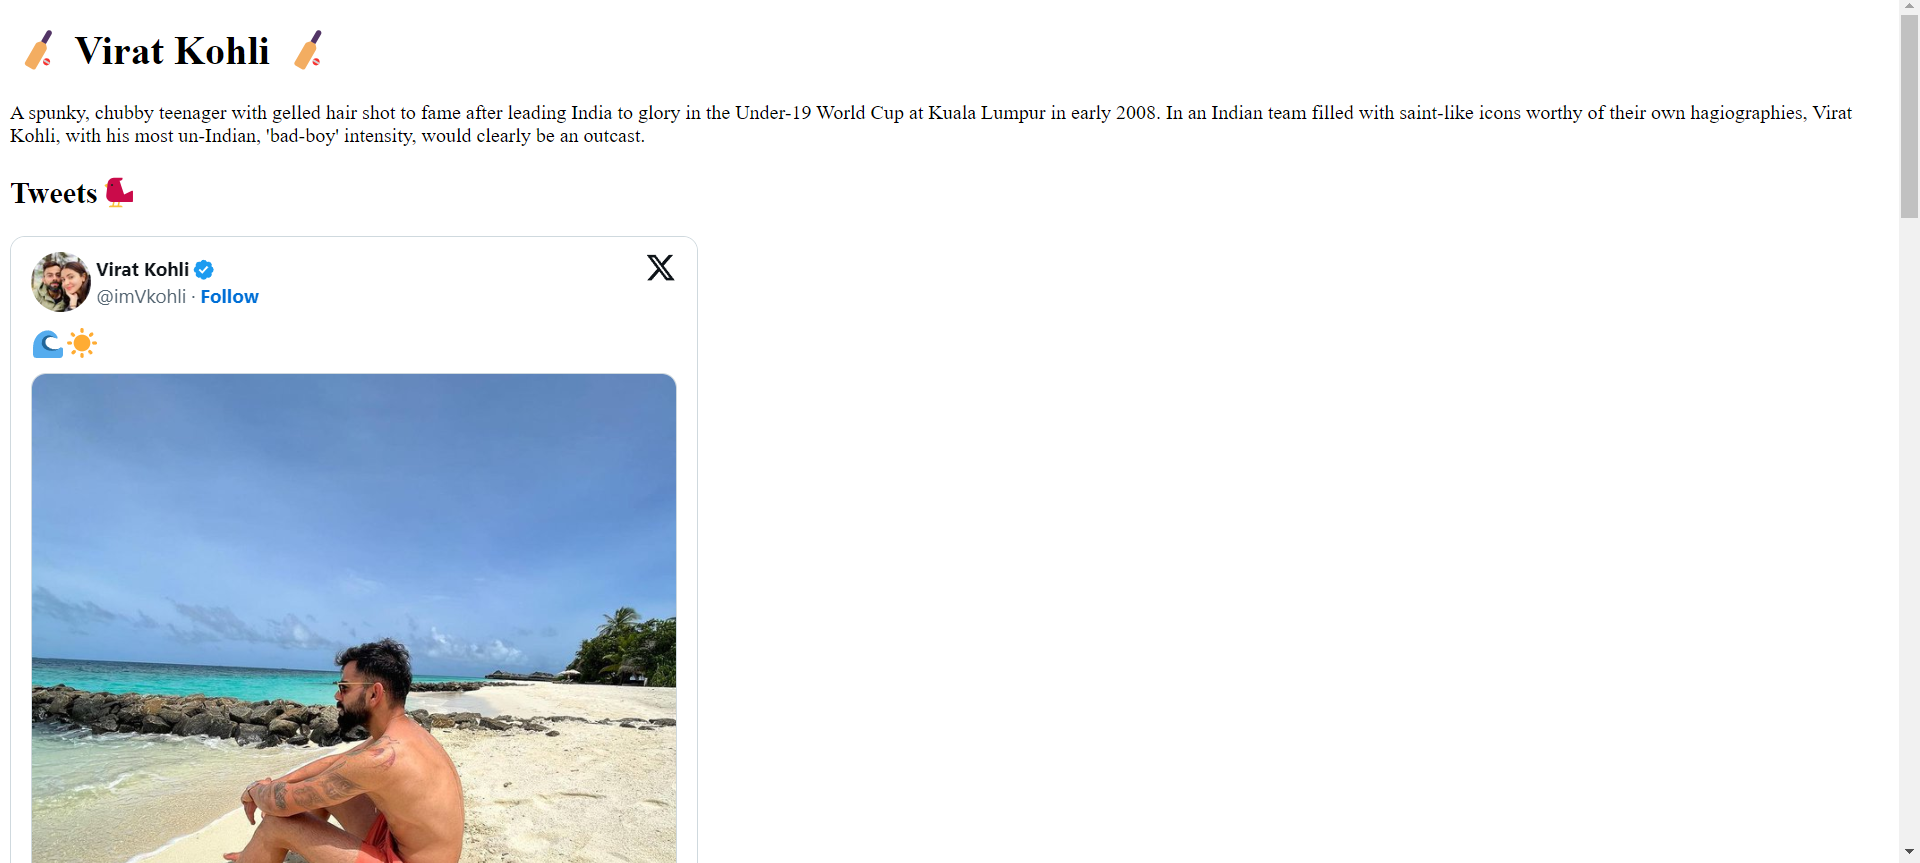 🏏 Virat Kohli 🏏
A spunky, chubby teenager with gelled hair shot to fame after leading India to glory in the Under-19 World Cup at Kuala Lumpur in early 2008. In an Indian team filled with saint-like icons worthy of their own hagiographies, Virat
Kohli, with his most un-Indian, 'bad-boy' intensity, would clearly be an outcast.
Tweets
Virat Kohli
@imVkohli · Follow
🌊☀️